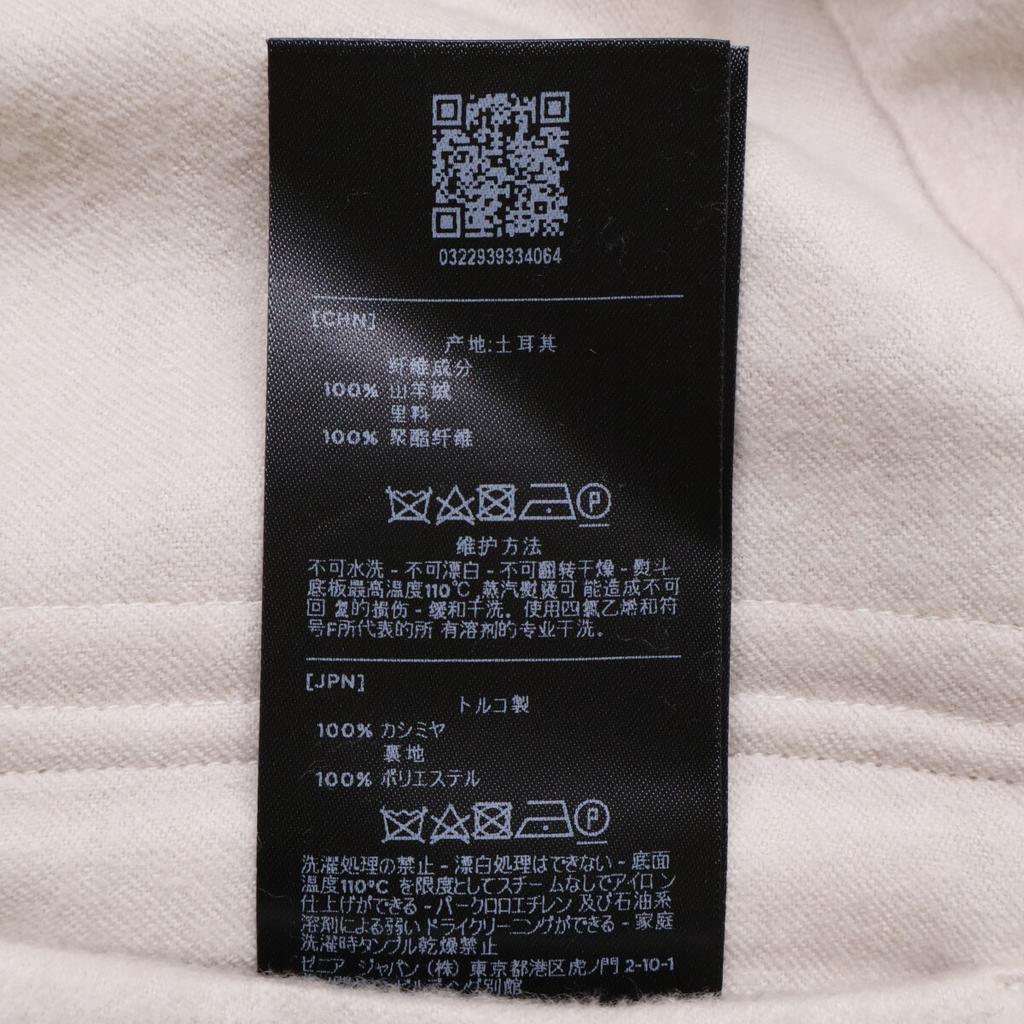 0322939334064
[CHN]
产地:土耳其
纤维成分
100% 山羊绒
里料
100% 聚酯纤维
P
维护方法
不可水洗 - 不可漂白 - 不可翻转干燥 - 熨斗
底板最高温度110°C, 蒸汽熨烫可 能造成不可
回 复的损伤 - 缓和干洗。使用四氯乙烯和符
号F所代表的所 有溶剂的专业干洗。
[JPN]
トルコ製
100% カシミヤ
裏地
100% ポリエステル
P
洗濯処理の禁止 - 漂白処理はできない - 底面
温度110°C を限度としてスチームなしでアイロン
仕上げができる - パークロロエチレン 及び石油系
溶剤による弱い ドライクリーニングができる - 家庭
洗濯時タンブル乾燥禁止
ゼニア ジャパン (株) 東京都港区虎ノ門 2-10-1
ビルディング別館